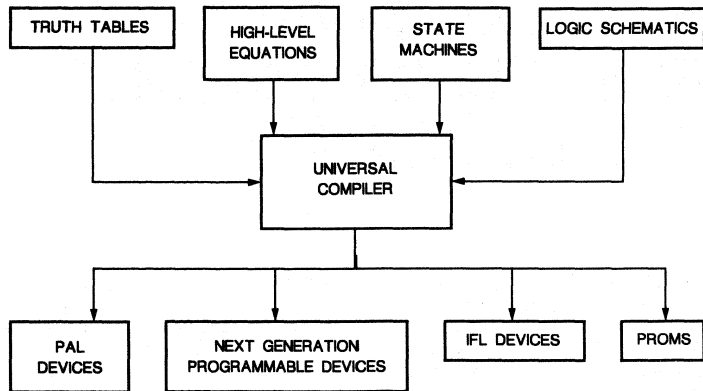 TRUTH TABLES
HIGH-LEVEL
EQUATIONS
STATE
MACHINES
LOGIC SCHEMATICS
UNIVERSAL
COMPILER
PAL
DEVICES
NEXT GENERATION
PROGRAMMABLE DEVICES
IFL DEVICES
PROMS